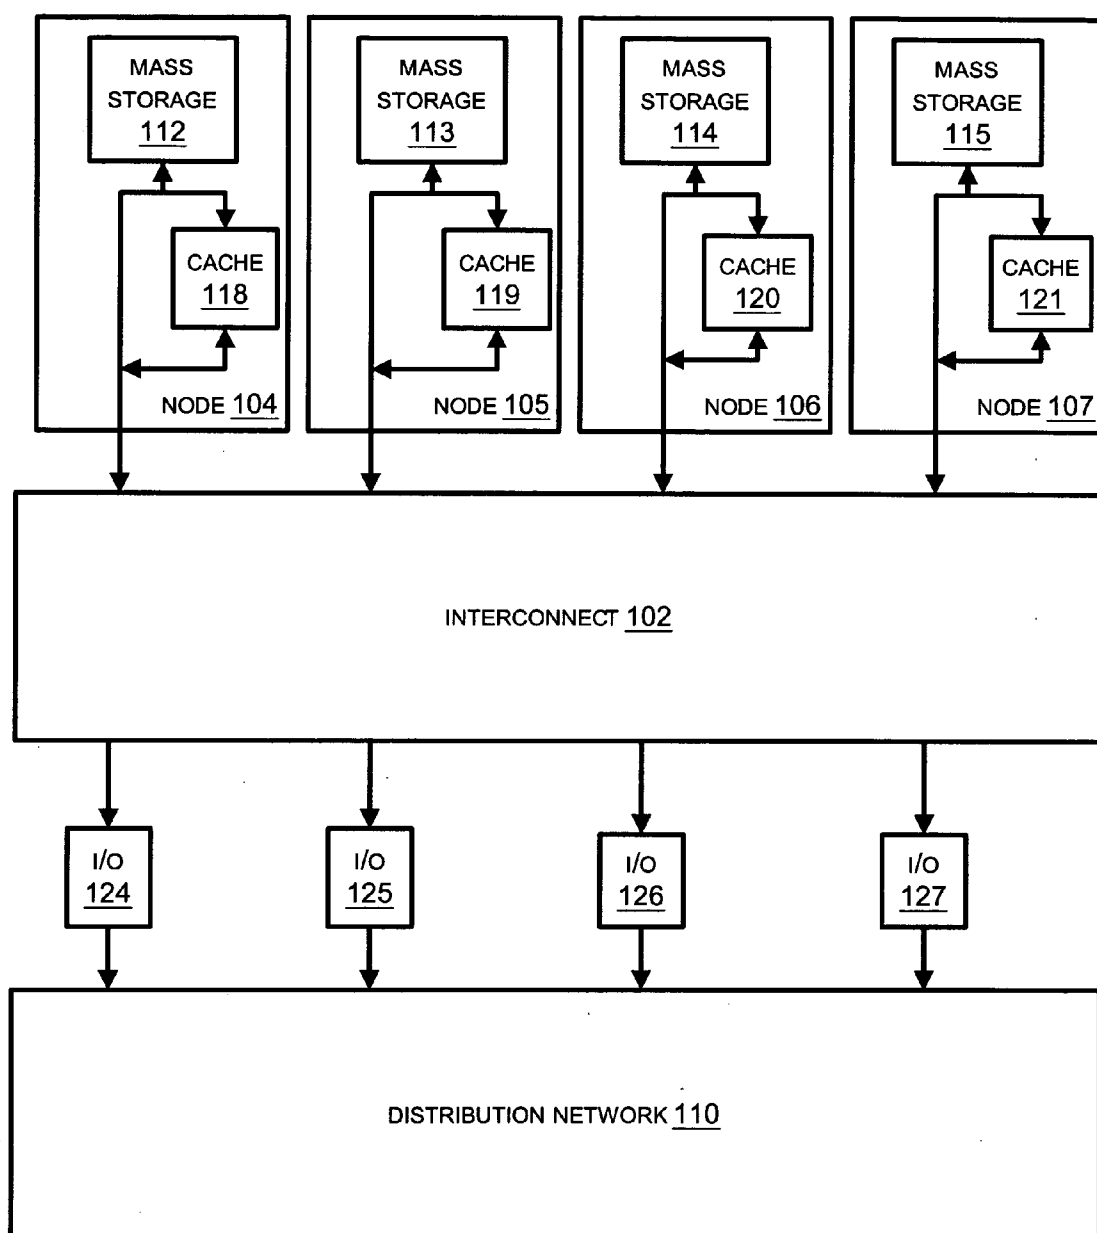 MASS
STORAGE
112
MASS
STORAGE
113
MASS
STORAGE
114
MASS
STORAGE
115
CACHE
118
CACHE
119
CACHE
120
CACHE
121
NODE 104
NODE 105
NODE 106
NODE 107
INTERCONNECT 102
I/O
124
I/O
125
I/O
126
I/O
127
DISTRIBUTION NETWORK 110